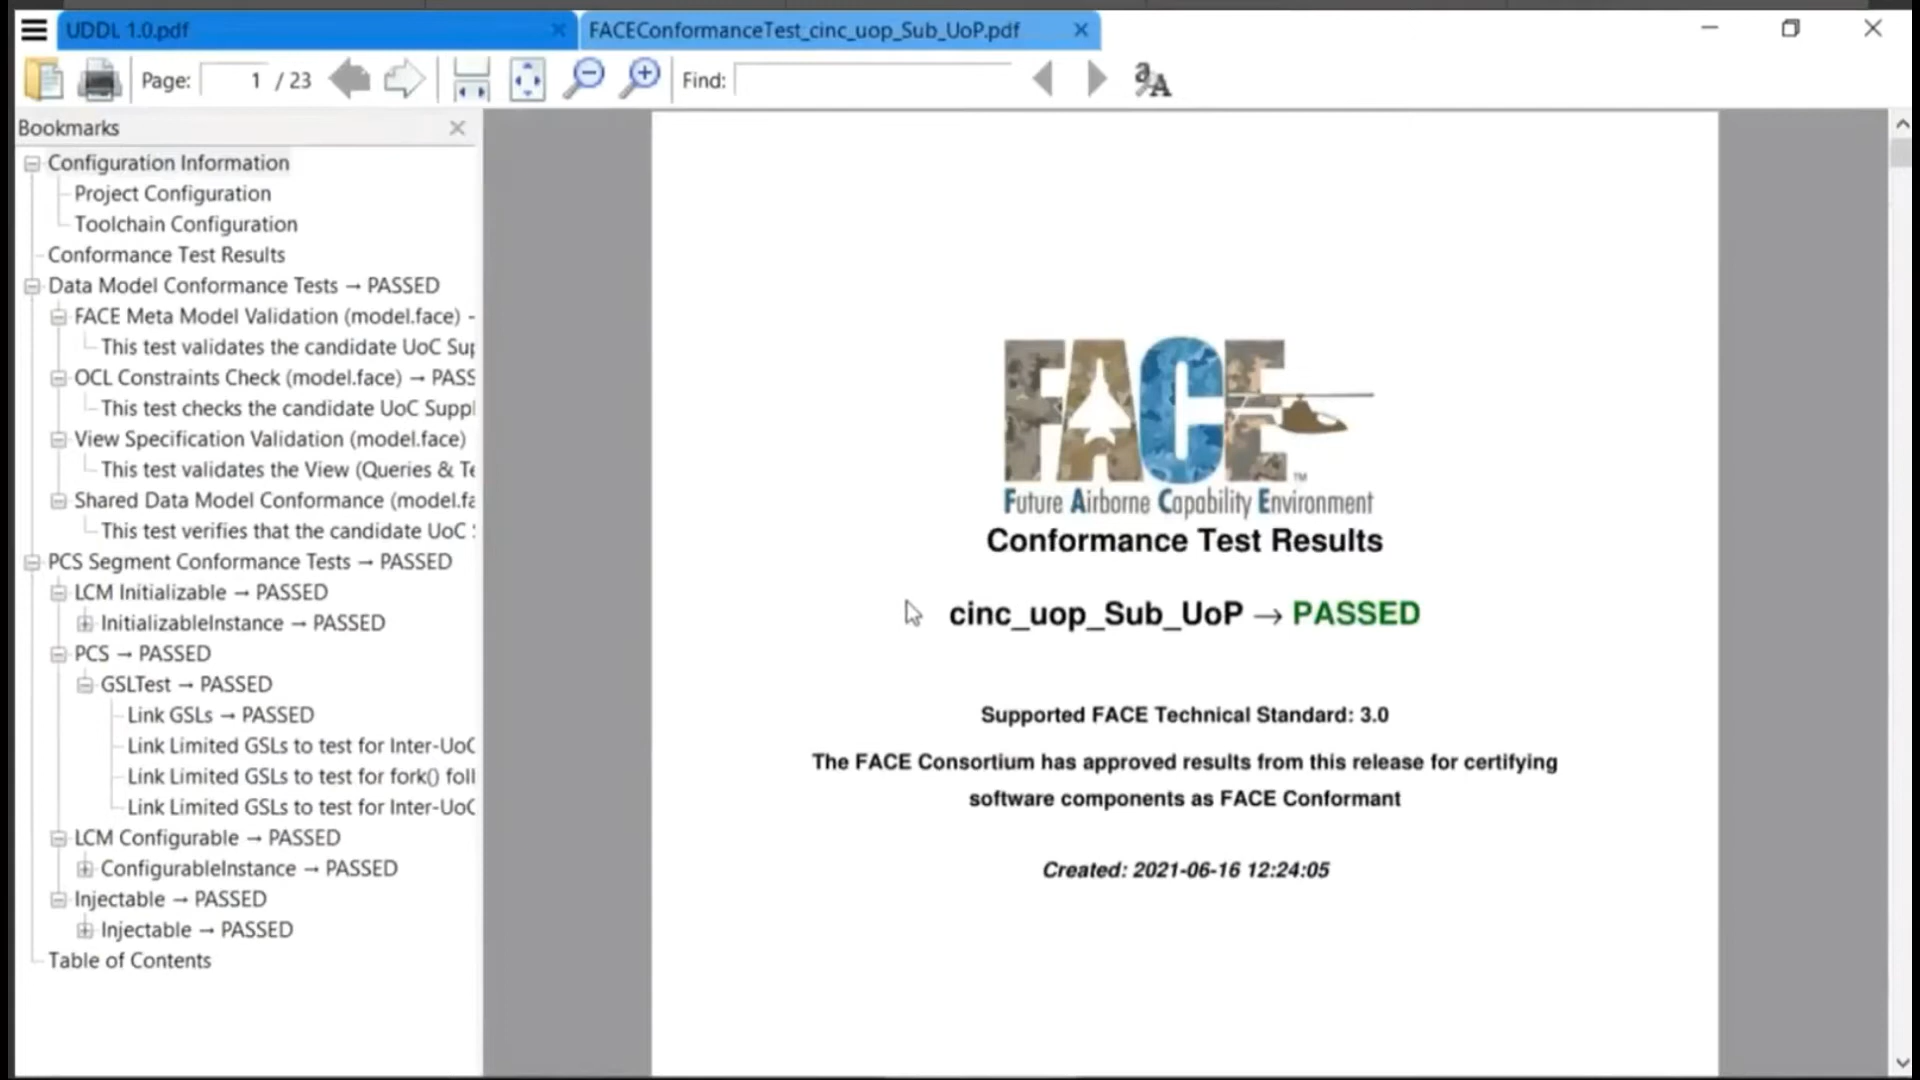 UDDL 1.0.pdf
FACEConformanceTest_cinc_uop_Sub_UoP.pdf
Page: 1 / 23
Find:
Bookmarks
Configuration Information
Project Configuration
Toolchain Configuration
Conformance Test Results
Data Model Conformance Tests → PASSED
FACE Meta Model Validation (model.face) -
This test validates the candidate UoC Sup
OCL Constraints Check (model.face) → PASS
This test checks the candidate UoC Suppl
View Specification Validation (model.face)
This test validates the View (Queries & Te
Shared Data Model Conformance (model.fa
This test verifies that the candidate UoC S
PCS Segment Conformance Tests → PASSED
LCM Initializable → PASSED
InitializableInstance → PASSED
PCS → PASSED
GSLTest → PASSED
Link GSLs → PASSED
Link Limited GSLs to test for Inter-UoC
Link Limited GSLs to test for fork() foll
Link Limited GSLs to test for Inter-UoC
LCM Configurable → PASSED
ConfigurableInstance → PASSED
Injectable → PASSED
Injectable → PASSED
Table of Contents
FACE™
Future Airborne Capability Environment
Conformance Test Results
cinc_uop_Sub_UoP → PASSED
Supported FACE Technical Standard: 3.0
The FACE Consortium has approved results from this release for certifying
software components as FACE Conformant
Created: 2021-06-16 12:24:05